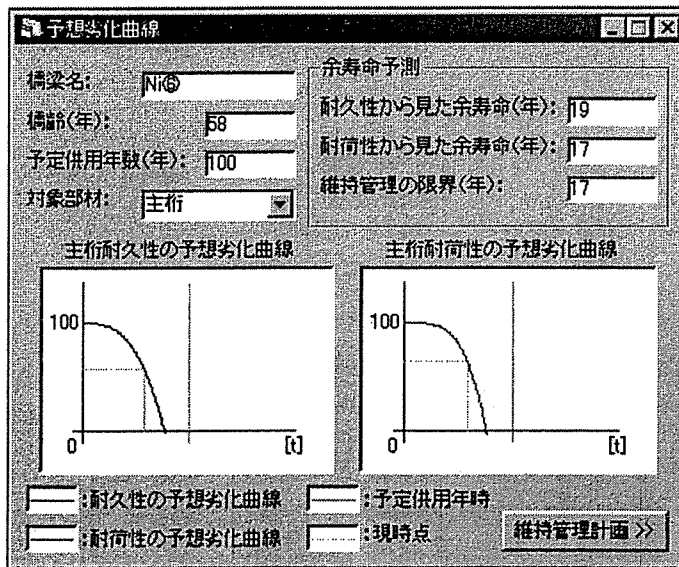 予想劣化曲線
橋梁名: Ni⑥
橋齢(年): 58
予定供用年数(年): 100
対象部材: 主桁
余寿命予測
耐久性から見た余寿命(年): 19
耐荷性から見た余寿命(年): 17
維持管理の限界(年): 17
主桁耐久性の予想劣化曲線
100
0
[t]
主桁耐荷性の予想劣化曲線
100
0
[t]
:耐久性の予想劣化曲線
:予定供用年時
:耐荷性の予想劣化曲線
:現時点
維持管理計画 >>